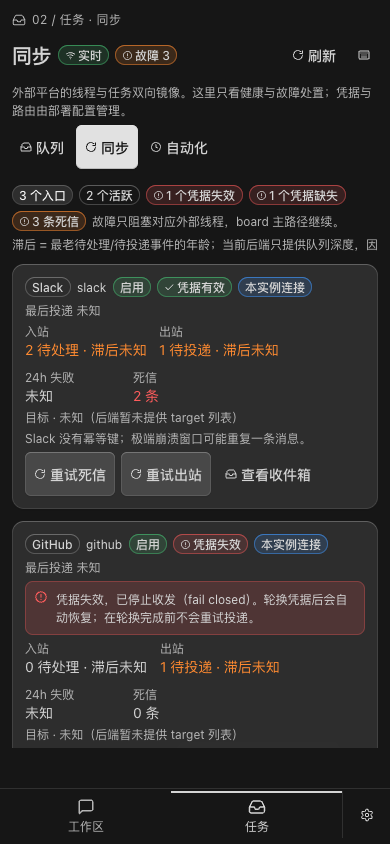 02 / 任务 · 同步
同步 实时 故障 3 刷新
外部平台的线程与任务双向镜像。这里只看健康与故障处置；凭据与
路由由部署配置管理。
队列 同步 自动化
3 个入口 2 个活跃 1 个凭据失效 1 个凭据缺失
3 条死信 故障只阻塞对应外部线程，board 主路径继续。
滞后 = 最老待处理/待投递事件的年龄；当前后端只提供队列深度，因
Slack slack 启用 凭据有效 本实例连接
最后投递 未知
入站 出站
2 待处理 · 滞后未知 1 待投递 · 滞后未知
24h 失败 死信
未知 2 条
目标 · 未知（后端暂未提供 target 列表）
Slack 没有幂等键；极端崩溃窗口可能重复一条消息。
重试死信 重试出站 查看收件箱
GitHub github 启用 凭据失效 本实例连接
最后投递 未知
凭据失效，已停止收发（fail closed）。轮换凭据后会自
动恢复；在轮换完成前不会重试投递。
入站 出站
0 待处理 · 滞后未知 1 待投递 · 滞后未知
24h 失败 死信
未知 0 条
目标 · 未知（后端暂未提供 target 列表）
工作区 任务